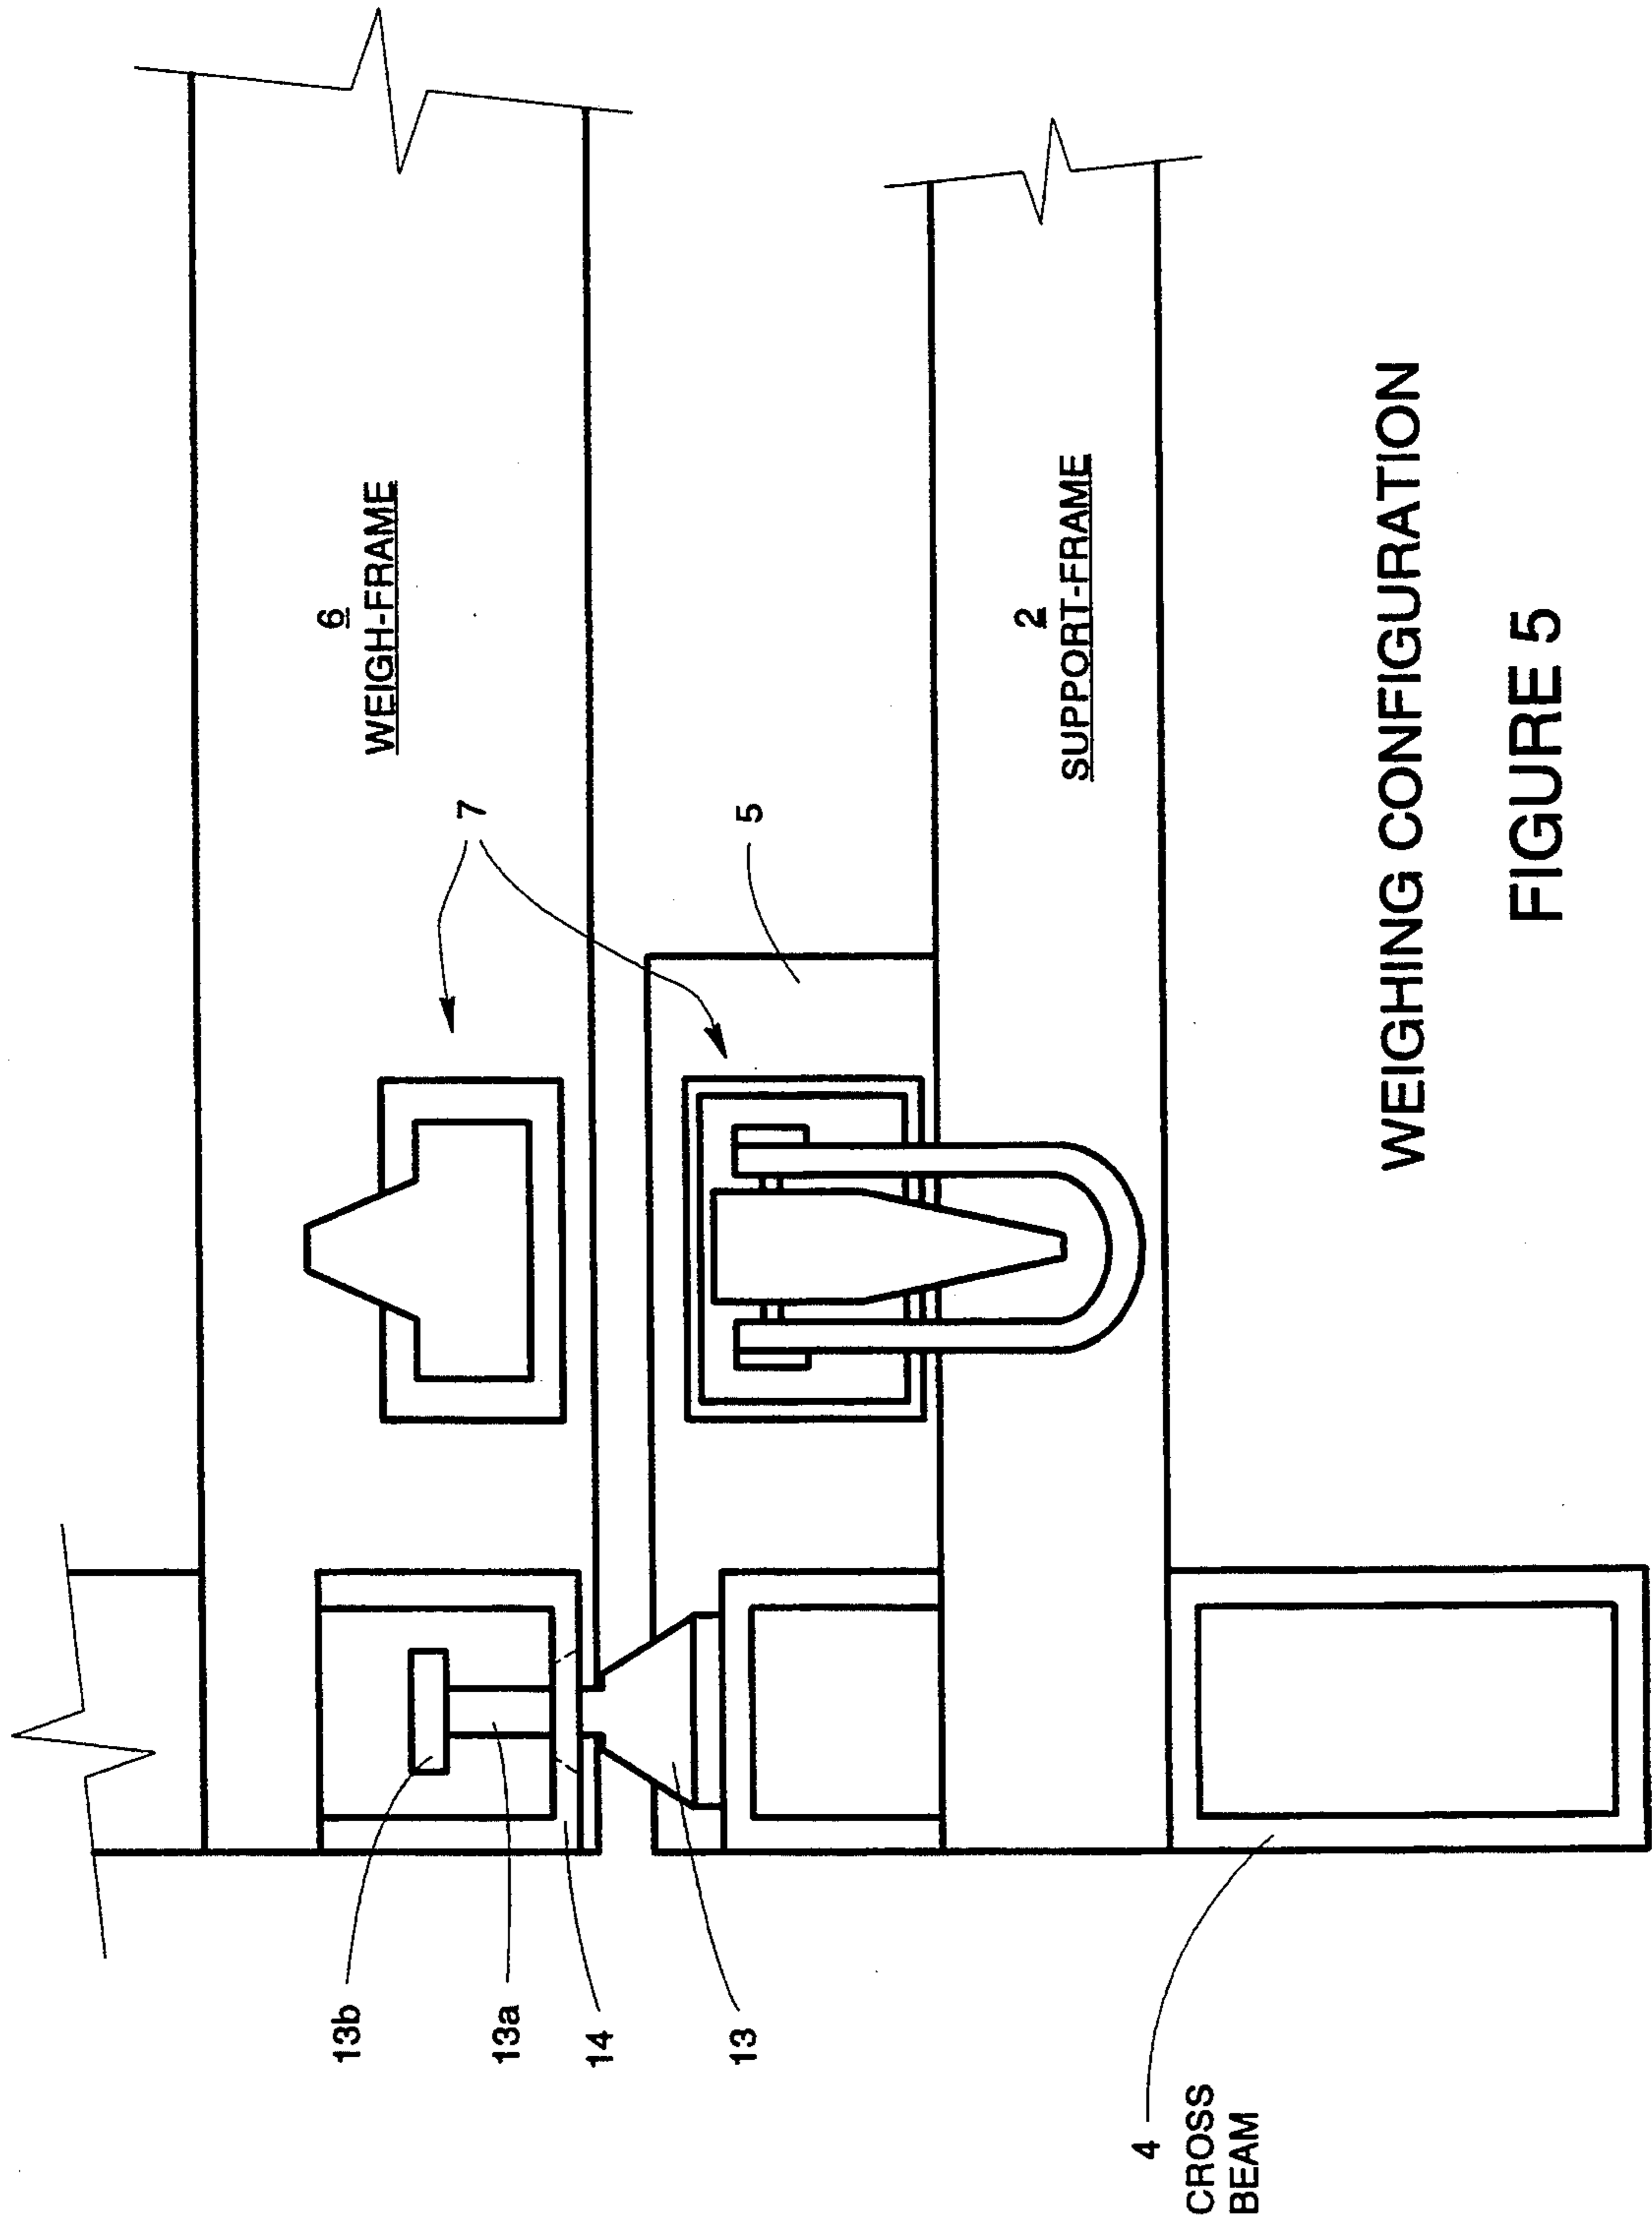 6
WEIGH-FRAME
7
5
2
SUPPORT-FRAME
13b
13a
14
13
4
CROSS
BEAM
WEIGHING CONFIGURATION
FIGURE 5